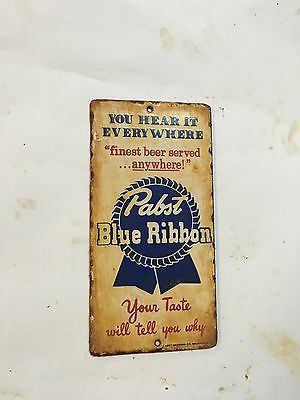 YOU HEAR IT
EVERYWHERE
"finest beer served
...anywhere!"
Pabst
Blue Ribbon
Your Taste
will tell you why